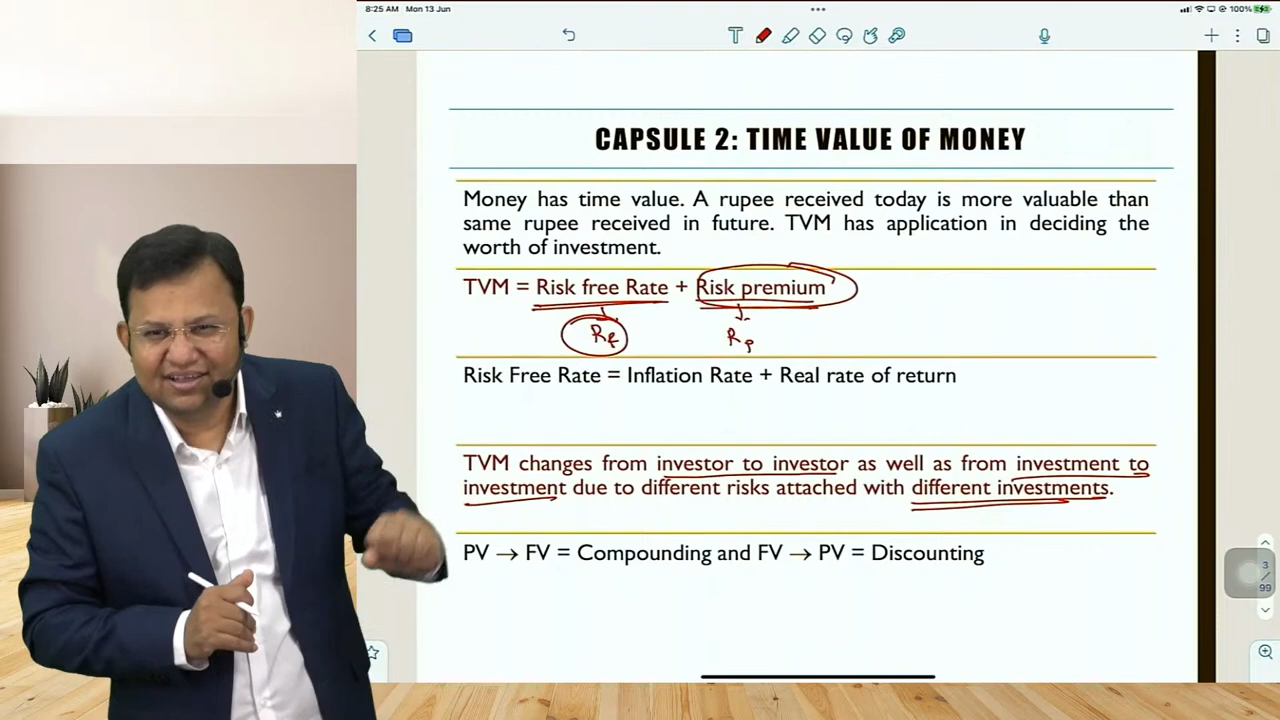 8:25 AM Mon 13 Jun
100%
CAPSULE 2: TIME VALUE OF MONEY
Money has time value. A rupee received today is more valuable than
same rupee received in future. TVM has application in deciding the
worth of investment.
TVM = Risk free Rate + Risk premium
Rf Rp
Risk Free Rate = Inflation Rate + Real rate of return
TVM changes from investor to investor as well as from investment to
investment due to different risks attached with different investments.
PV → FV = Compounding and FV → PV = Discounting
3
/
99